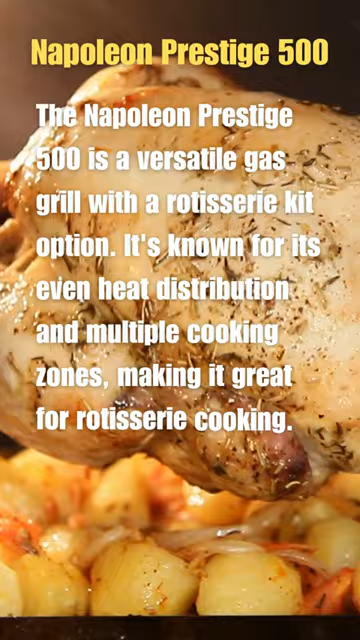 Napoleon Prestige 500
The Napoleon Prestige
500 is a versatile gas
grill with a rotisserie kit
option. It's known for its
even heat distribution
and multiple cooking
zones, making it great
for rotisserie cooking.